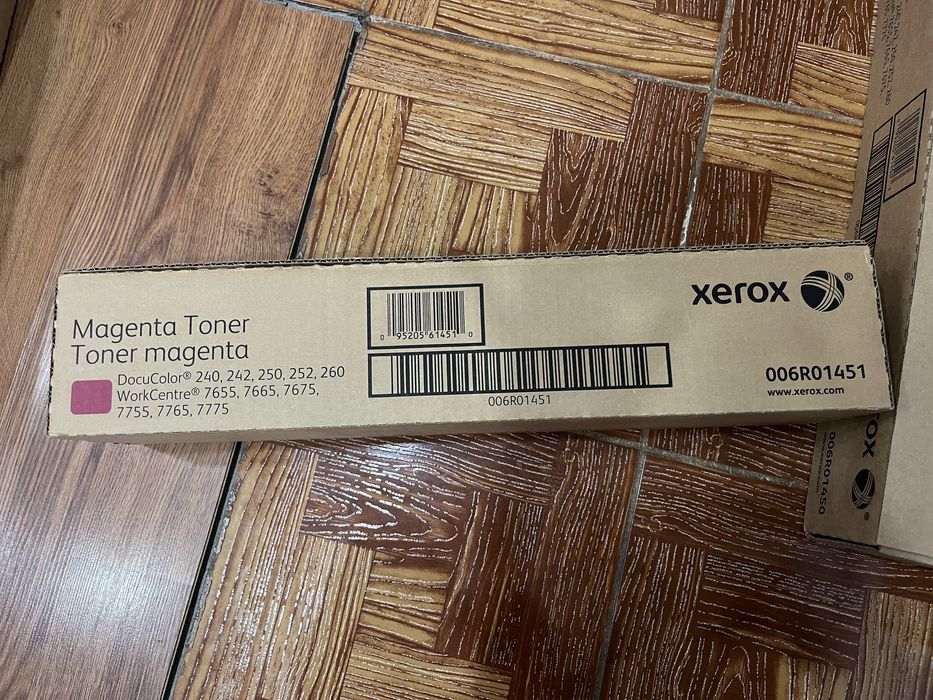 Magenta Toner
Toner magenta
DocuColor® 240, 242, 250, 252, 260
WorkCentre® 7655, 7665, 7675,
7755, 7765, 7775
0 95205 61451 0
006R01451
xerox ®
006R01451
www.xerox.com
006R01450